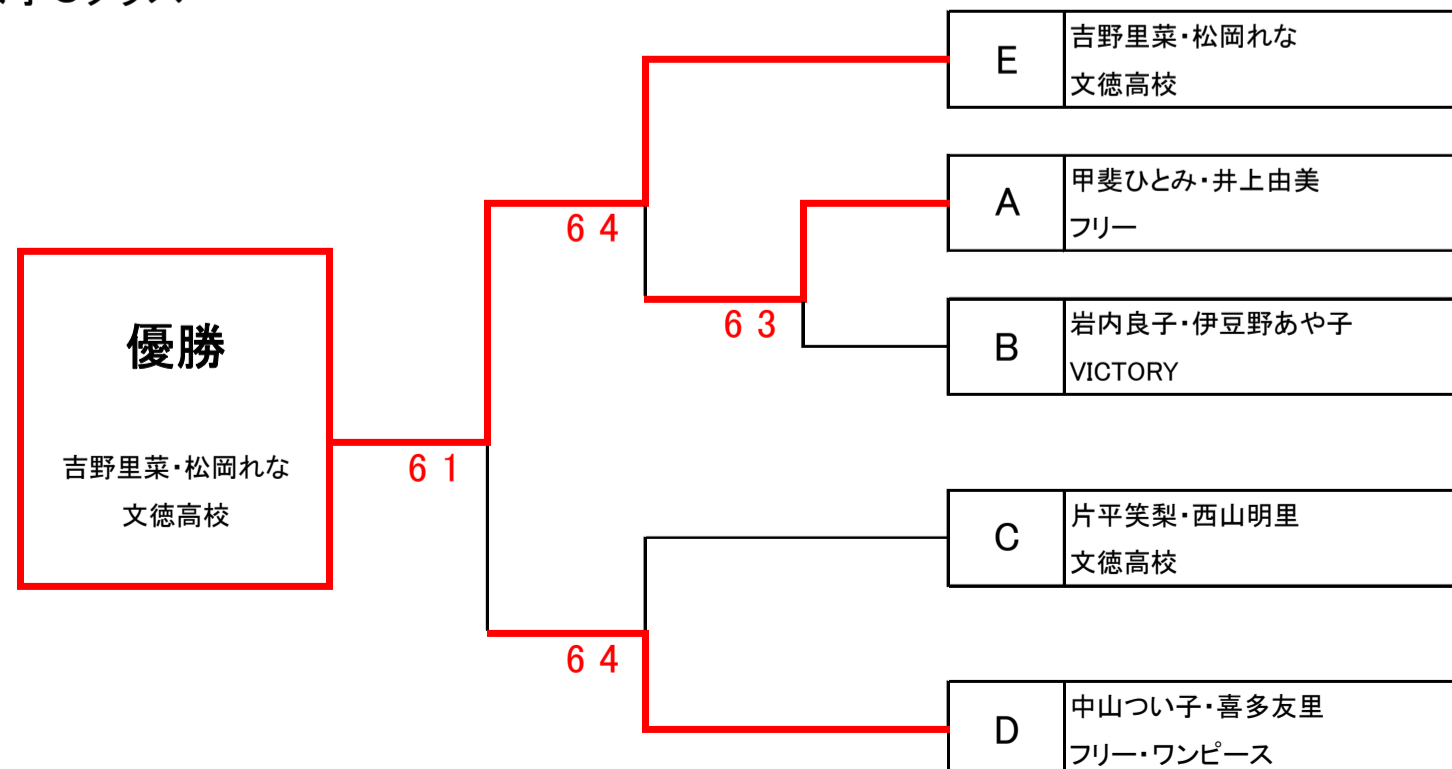 E
吉野里菜・松岡れな
文徳高校
A
甲斐ひとみ・井上由美
フリー
6 4
6 3
B
岩内良子・伊豆野あや子
VICTORY
優勝
吉野里菜・松岡れな
文徳高校
6 1
C
片平笑梨・西山明里
文徳高校
6 4
D
中山つい子・喜多友里
フリー・ワンピース